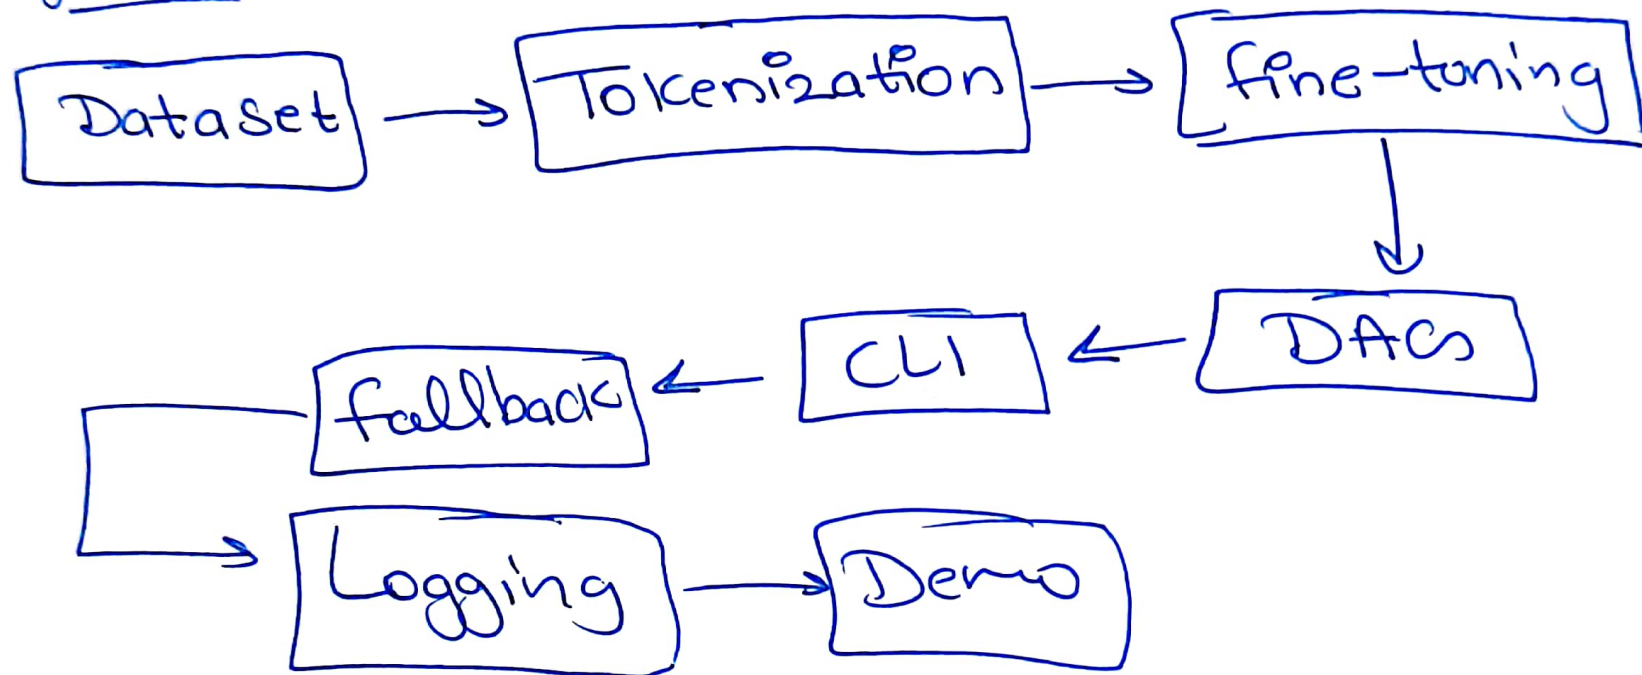 Dataset
Tokenization
fine-tuning
DAGs
CLI
fallback
Logging
Demo